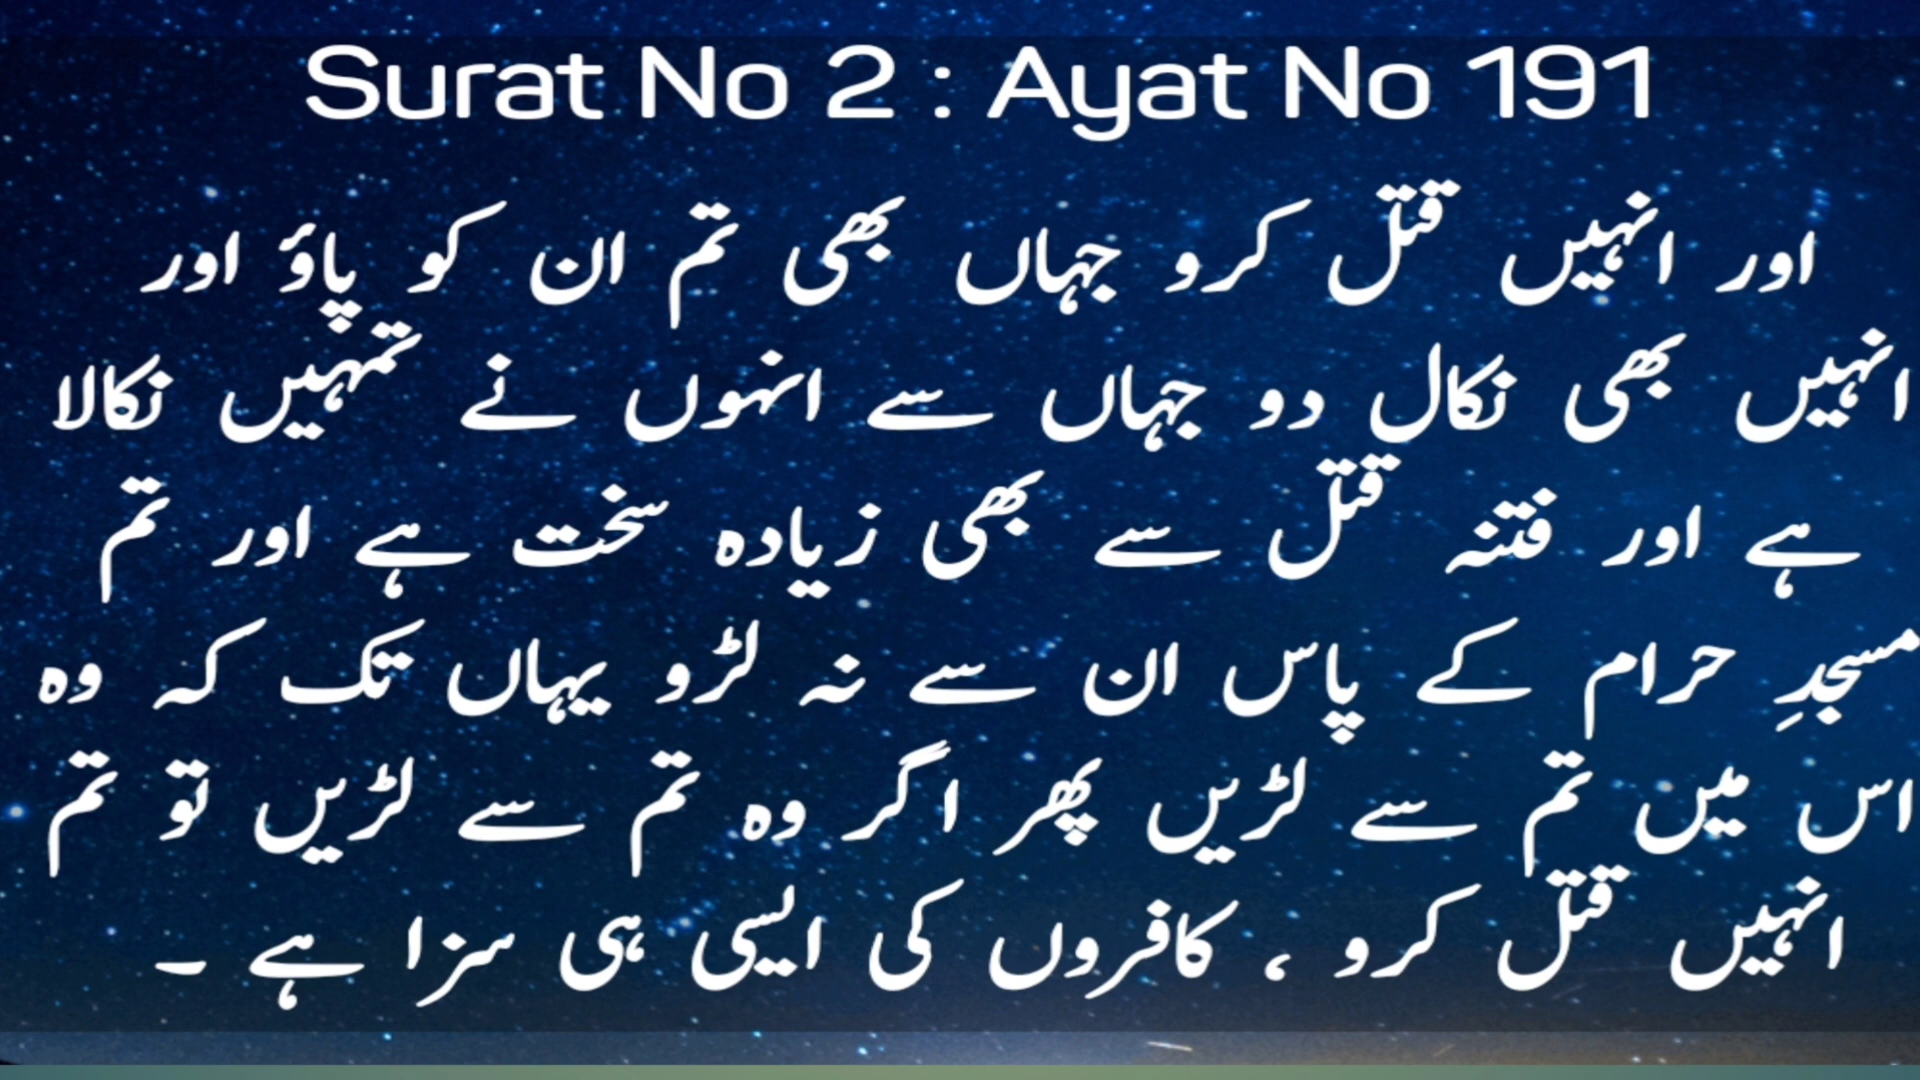 Surat No 2 : Ayat No 191
اور انہیں قتل کرو جہاں بھی تم ان کو پاؤ اور
انہیں بھی نکال دو جہاں سے انہوں نے تمہیں نکالا
ہے اور فتنہ قتل سے بھی زیادہ سخت ہے اور تم
مسجدِ حرام کے پاس ان سے نہ لڑو یہاں تک کہ وہ
اس میں تم سے لڑیں پھر اگر وہ تم سے لڑیں تو تم
انہیں قتل کرو ، کافروں کی ایسی ہی سزا ہے ۔